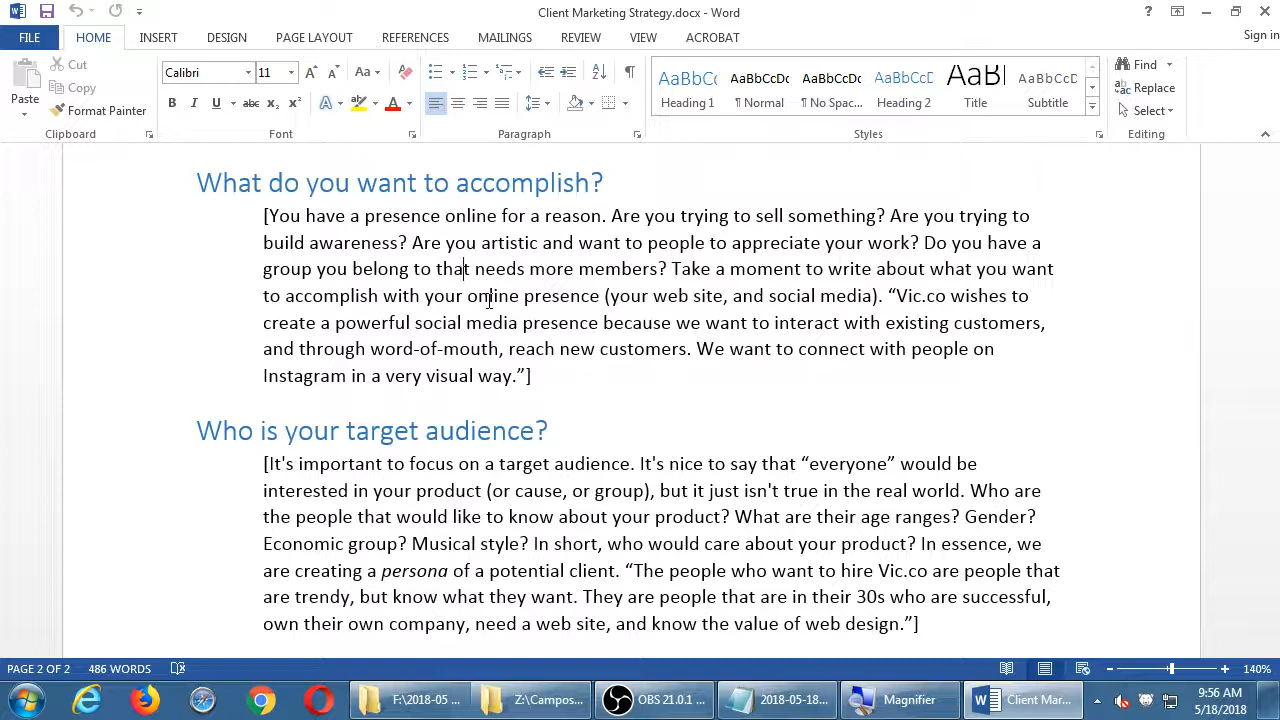 Client Marketing Strategy.docx - Word
FILE HOME INSERT DESIGN PAGE LAYOUT REFERENCES MAILINGS REVIEW VIEW ACROBAT Sign in
Paste
Cut
Copy
Format Painter
Clipboard
Calibri 11
Font
Paragraph
AaBbCc AaBbCcDc AaBbCcDc AaBbCcD AaB AaBbCcD
Heading 1 ¶ Normal ¶ No Spac... Heading 2 Title Subtitle
Styles
Find
Replace
Select
Editing
What do you want to accomplish?
[You have a presence online for a reason. Are you trying to sell something? Are you trying to
build awareness? Are you artistic and want to people to appreciate your work? Do you have a
group you belong to that needs more members? Take a moment to write about what you want
to accomplish with your online presence (your web site, and social media). “Vic.co wishes to
create a powerful social media presence because we want to interact with existing customers,
and through word-of-mouth, reach new customers. We want to connect with people on
Instagram in a very visual way.”]
Who is your target audience?
[It's important to focus on a target audience. It's nice to say that “everyone” would be
interested in your product (or cause, or group), but it just isn't true in the real world. Who are
the people that would like to know about your product? What are their age ranges? Gender?
Economic group? Musical style? In short, who would care about your product? In essence, we
are creating a persona of a potential client. “The people who want to hire Vic.co are people that
are trendy, but know what they want. They are people that are in their 30s who are successful,
own their own company, need a web site, and know the value of web design.”]
PAGE 2 OF 2 486 WORDS 140%
F:\2018-05 ... Z:\Campos... OBS 21.0.1 ... 2018-05-18... Magnifier Client Mar...
9:56 AM
5/18/2018